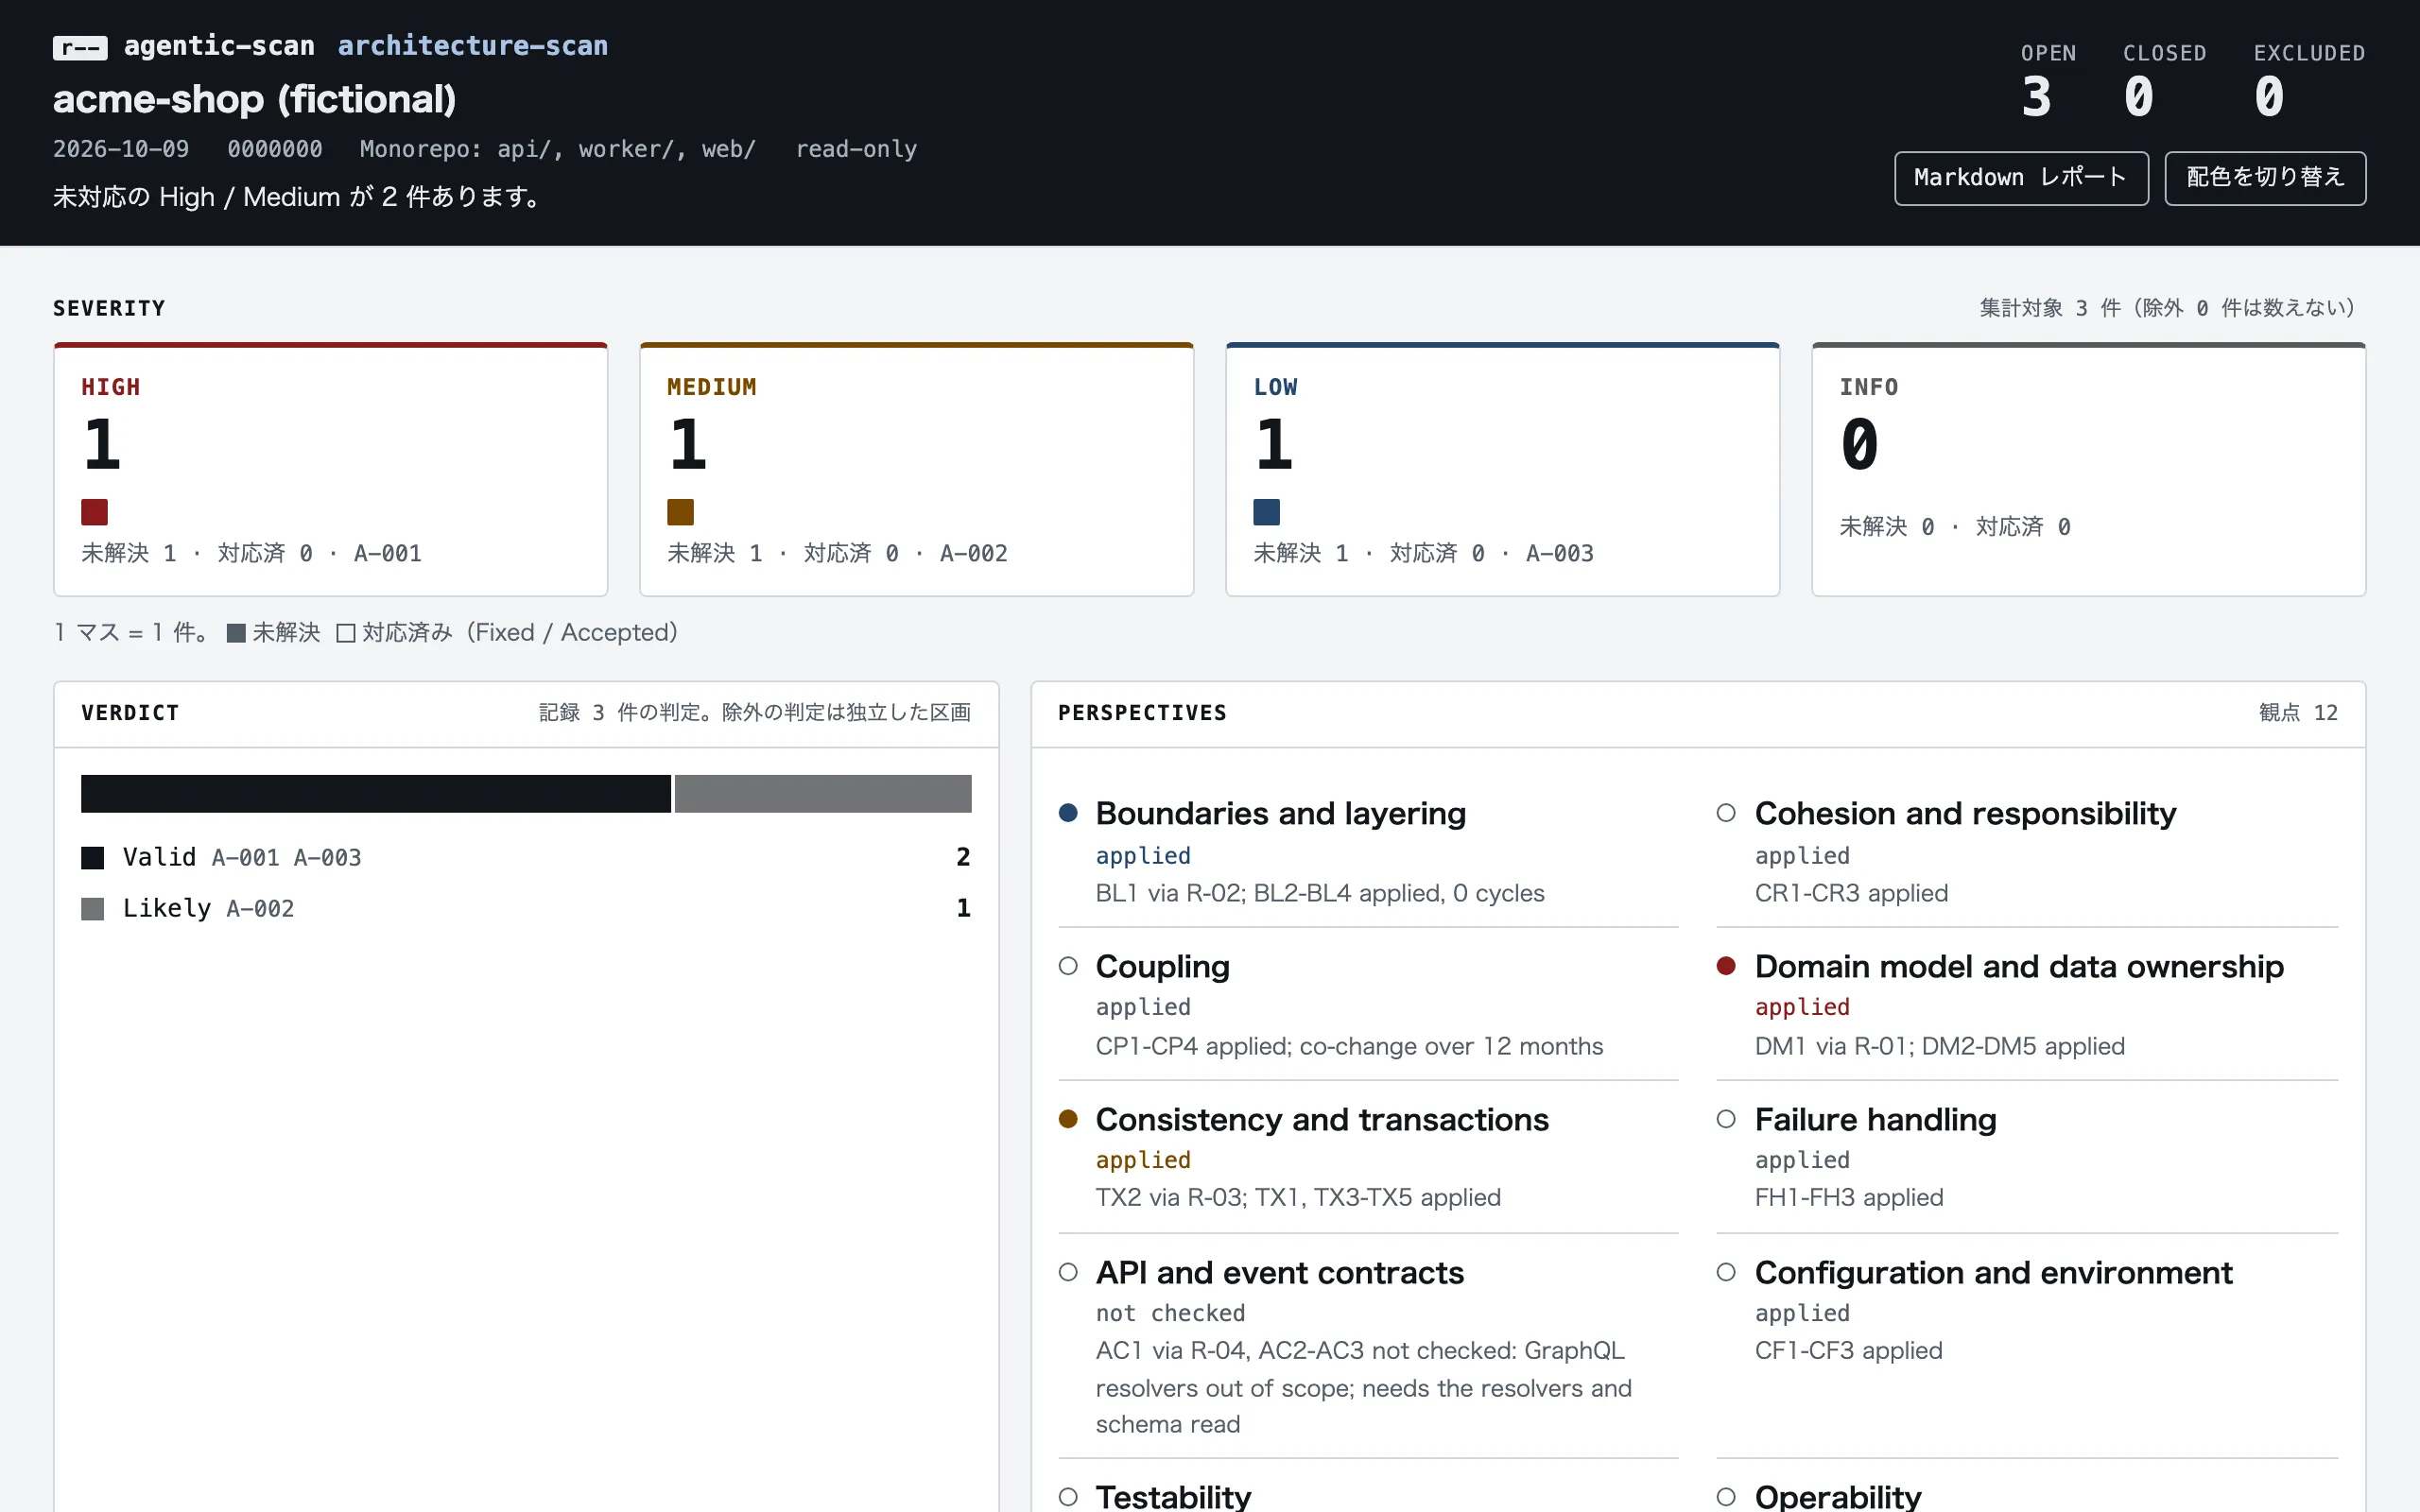 r-- agentic-scan architecture-scan
acme-shop (fictional)
2026-10-09 0000000 Monorepo: api/, worker/, web/ read-only
未対応の High / Medium が 2 件あります。
OPEN CLOSED EXCLUDED
3 0 0
Markdown レポート 配色を切り替え
SEVERITY 集計対象 3 件（除外 0 件は数えない）
HIGH
1
未解決 1 · 対応済 0 · A-001
MEDIUM
1
未解決 1 · 対応済 0 · A-002
LOW
1
未解決 1 · 対応済 0 · A-003
INFO
0
未解決 0 · 対応済 0
1 マス = 1 件。 未解決 対応済み（Fixed / Accepted）
VERDICT 記録 3 件の判定。除外の判定は独立した区画
Valid A-001 A-003 2
Likely A-002 1
PERSPECTIVES 観点 12
Boundaries and layering
applied
BL1 via R-02; BL2-BL4 applied, 0 cycles
Cohesion and responsibility
applied
CR1-CR3 applied
Coupling
applied
CP1-CP4 applied; co-change over 12 months
Domain model and data ownership
applied
DM1 via R-01; DM2-DM5 applied
Consistency and transactions
applied
TX2 via R-03; TX1, TX3-TX5 applied
Failure handling
applied
FH1-FH3 applied
API and event contracts
not checked
AC1 via R-04, AC2-AC3 not checked: GraphQL
resolvers out of scope; needs the resolvers and
schema read
Configuration and environment
applied
CF1-CF3 applied
Testability
Operability